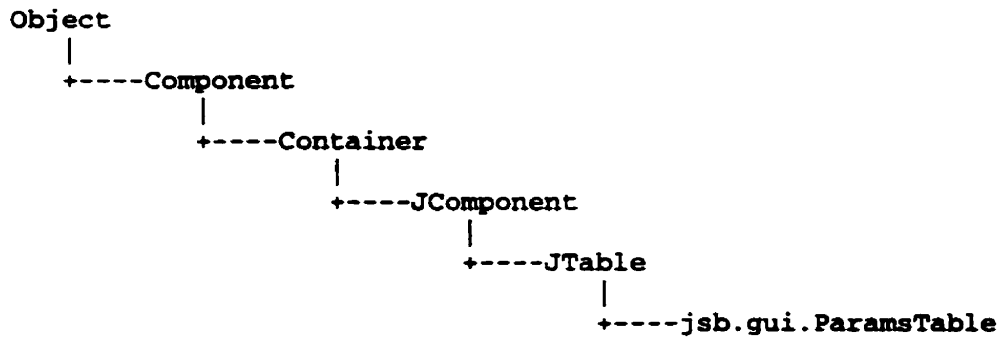 Object
|
+----Component
|
+----Container
|
+----JComponent
|
+----JTable
|
+----jsb.gui.ParamsTable